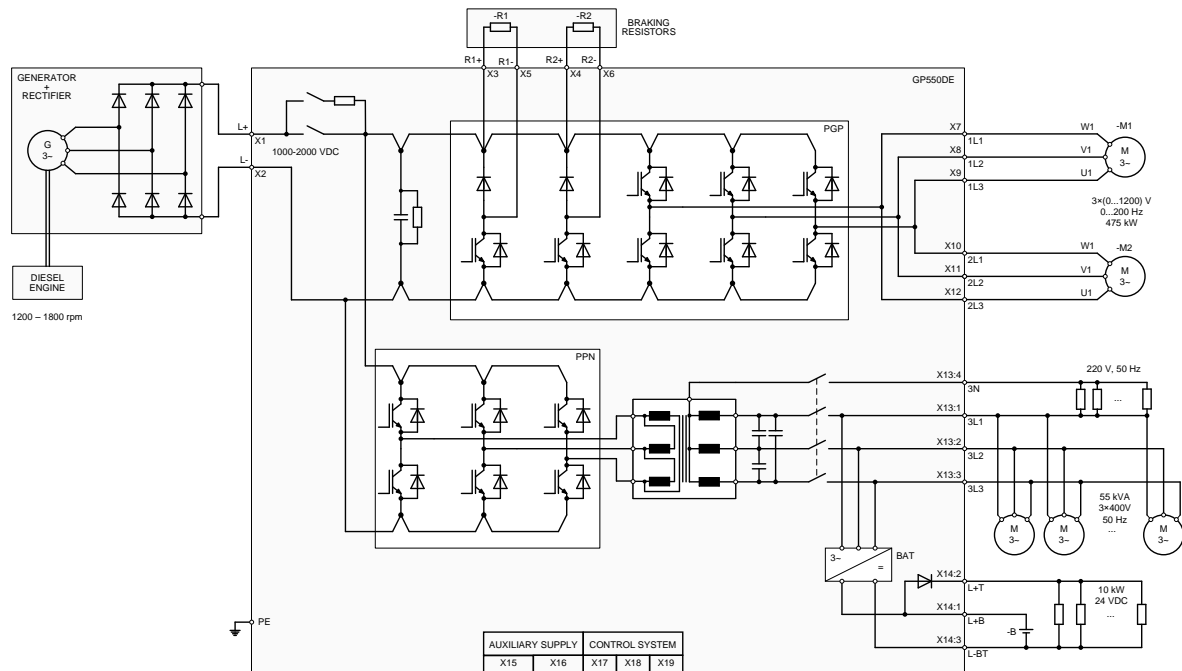 -R1
-R2
BRAKING
RESISTORS
R1+
R1-
R2+
R2-
X3
X5
X4
X6
GENERATOR
+
RECTIFIER
GP550DE
L+
X1
1000-2000 VDC
L-
X2
G
3~
DIESEL
ENGINE
1200 – 1800 rpm
PGP
X7
1L1
X8
1L2
X9
1L3
W1
V1
U1
-M1
M
3~
3×(0...1200) V
0...200 Hz
475 kW
X10
2L1
X11
2L2
X12
2L3
W1
V1
U1
-M2
M
3~
PPN
X13:4
3N
X13:1
3L1
X13:2
3L2
X13:3
3L3
220 V, 50 Hz
...
55 kVA
3×400V
50 Hz
...
M
3~
M
3~
M
3~
3~
=
BAT
X14:2
L+T
X14:1
L+B
X14:3
L-BT
10 kW
24 VDC
...
-B
PE
AUXILIARY SUPPLY
CONTROL SYSTEM
X15
X16
X17
X18
X19